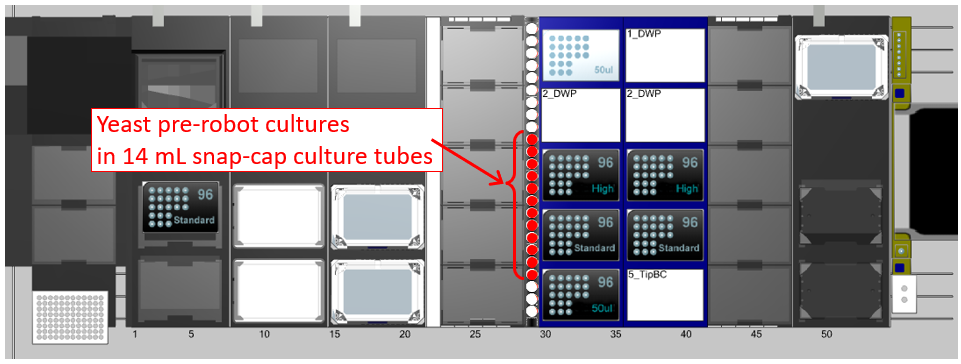 50ul
1_DWP
2_DWP
2_DWP
Yeast pre-robot cultures
in 14 mL snap-cap culture tubes
96
High
96
High
96
Standard
96
Standard
96
Standard
96
50ul
5_TipBC
1
5
10
15
20
25
30
35
40
45
50